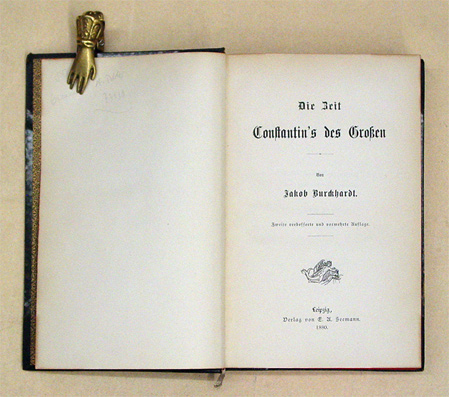 Die Zeit
Constantin's des Großen
Von
Jakob Burckhardt.
Zweite verbesserte und vermehrte Auflage.
Leipzig,
Verlag von E. A. Seemann.
1880.